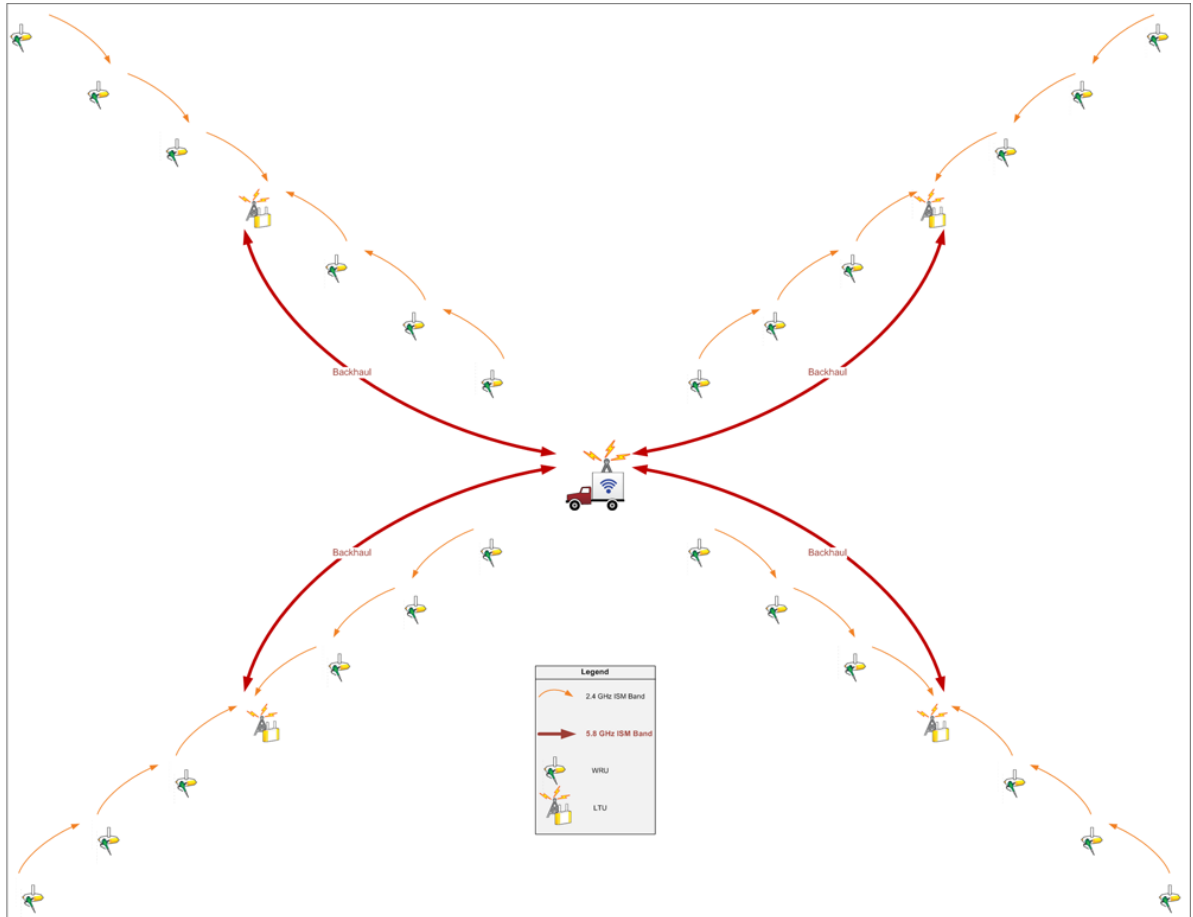 Backhaul
Backhaul
Backhaul
Backhaul
Legend
2.4 GHz ISM Band
5.8 GHz ISM Band
WRU
LTU